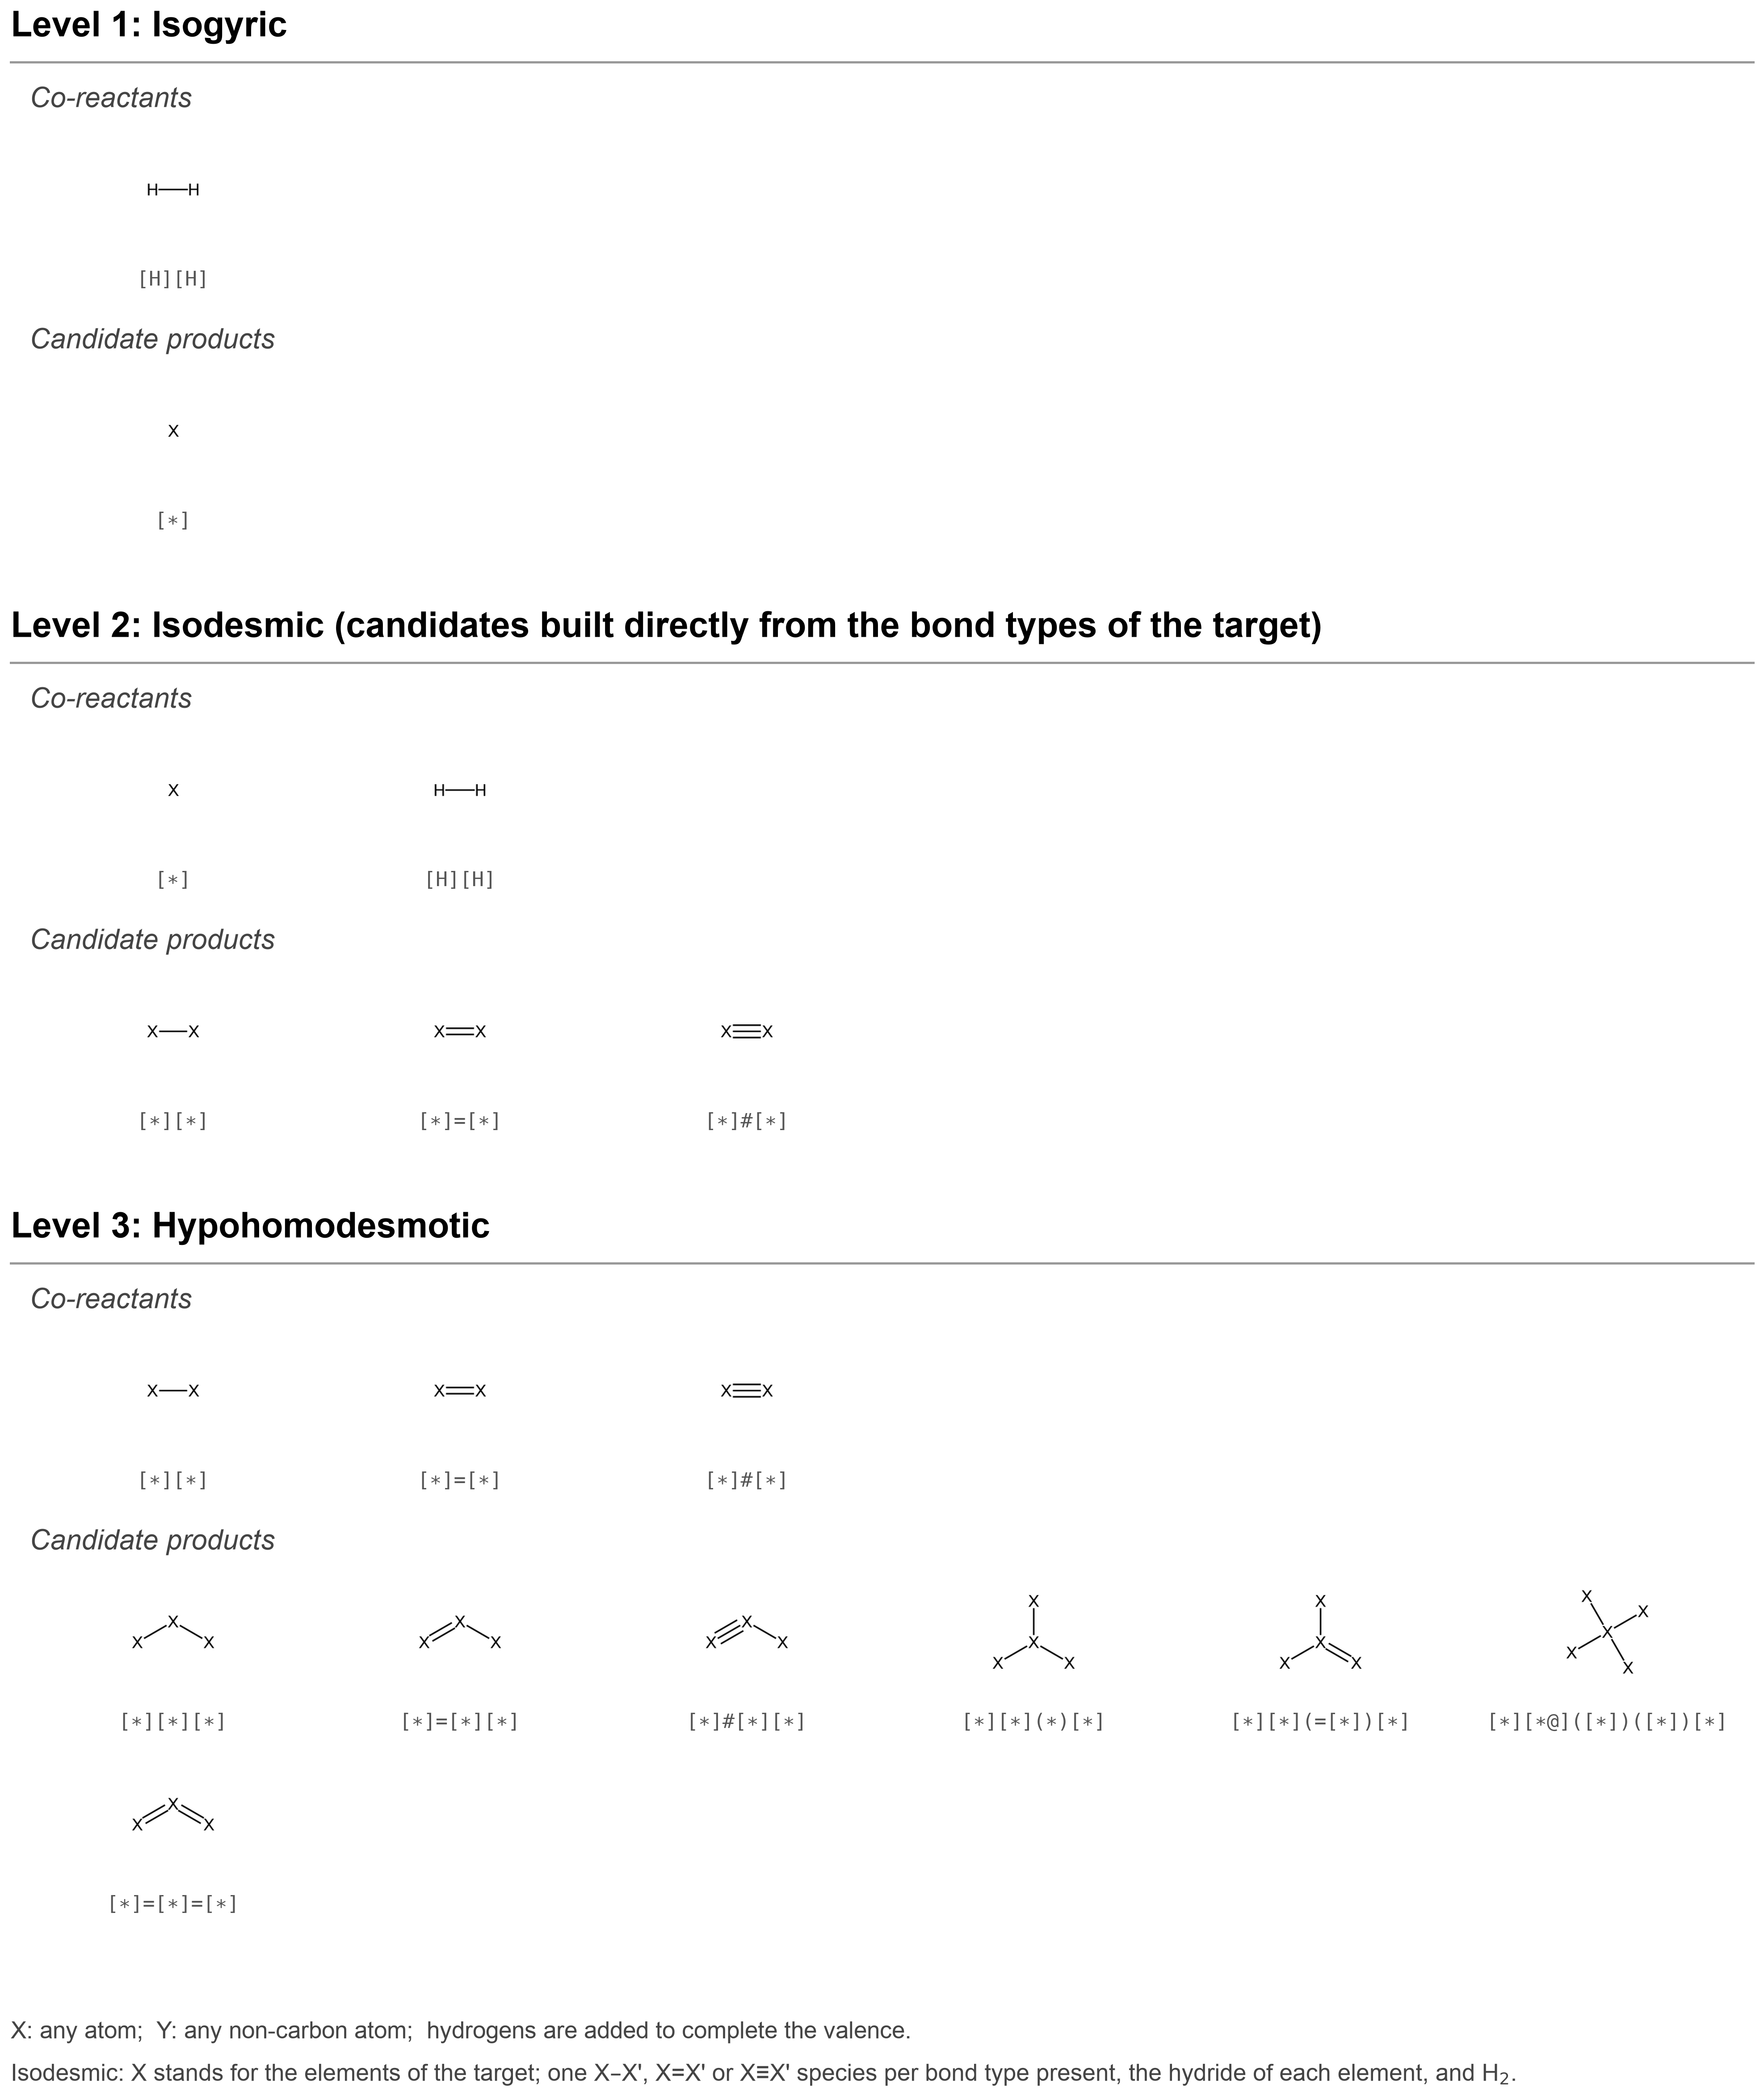 Level 1: Isogyric
Co-reactants
H H
[H][H]
Candidate products
X
[*]
Level 2: Isodesmic (candidates built directly from the bond types of the target)
Co-reactants
X H H
[*] [H][H]
Candidate products
X X X X X X
[*][*] [*]=[*] [*]#[*]
Level 3: Hypohomodesmotic
Co-reactants
X X X X X X
[*][*] [*]=[*] [*]#[*]
Candidate products
X X X X X X X X X X X X X X X X X X X X X X
[*][*][*] [*]=[*][*] [*]#[*][*] [*][*](*)[*] [*][*](=[*])[*] [*][*@]([*])([*])[*]
X X X
[*]=[*]=[*]
X: any atom; Y: any non-carbon atom; hydrogens are added to complete the valence.
Isodesmic: X stands for the elements of the target; one X–X', X=X' or X≡X' species per bond type present, the hydride of each element, and H₂.